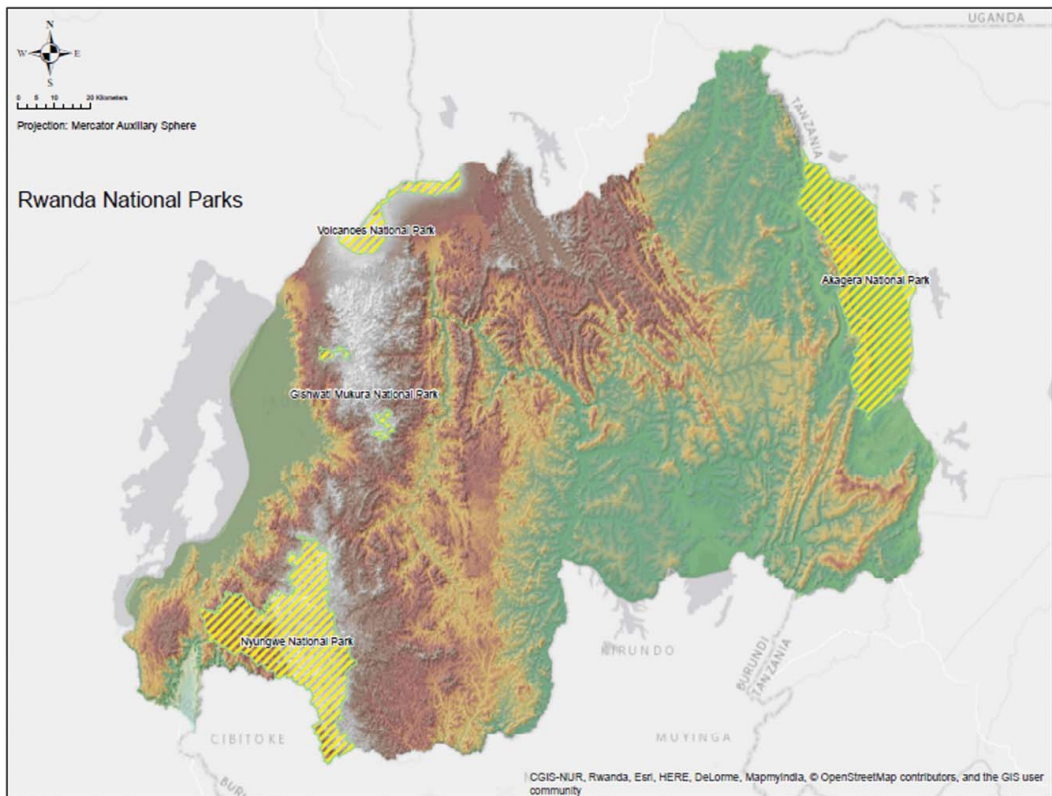 N
W E
S
UGANDA
0 5 10 20 Kilometers
Projection: Mercator Auxiliary Sphere
TANZANIA
Rwanda National Parks
Volcanoes National Park
Akagera National Park
Gishwati Mukura National Park
Nyungwe National Park
KIRUNDO
BURUNDI
TANZANIA
CIBITOKE
MUYINGA
CGIS-NUR, Rwanda, Esri, HERE, DeLorme, MapmyIndia, © OpenStreetMap contributors, and the GIS user
community